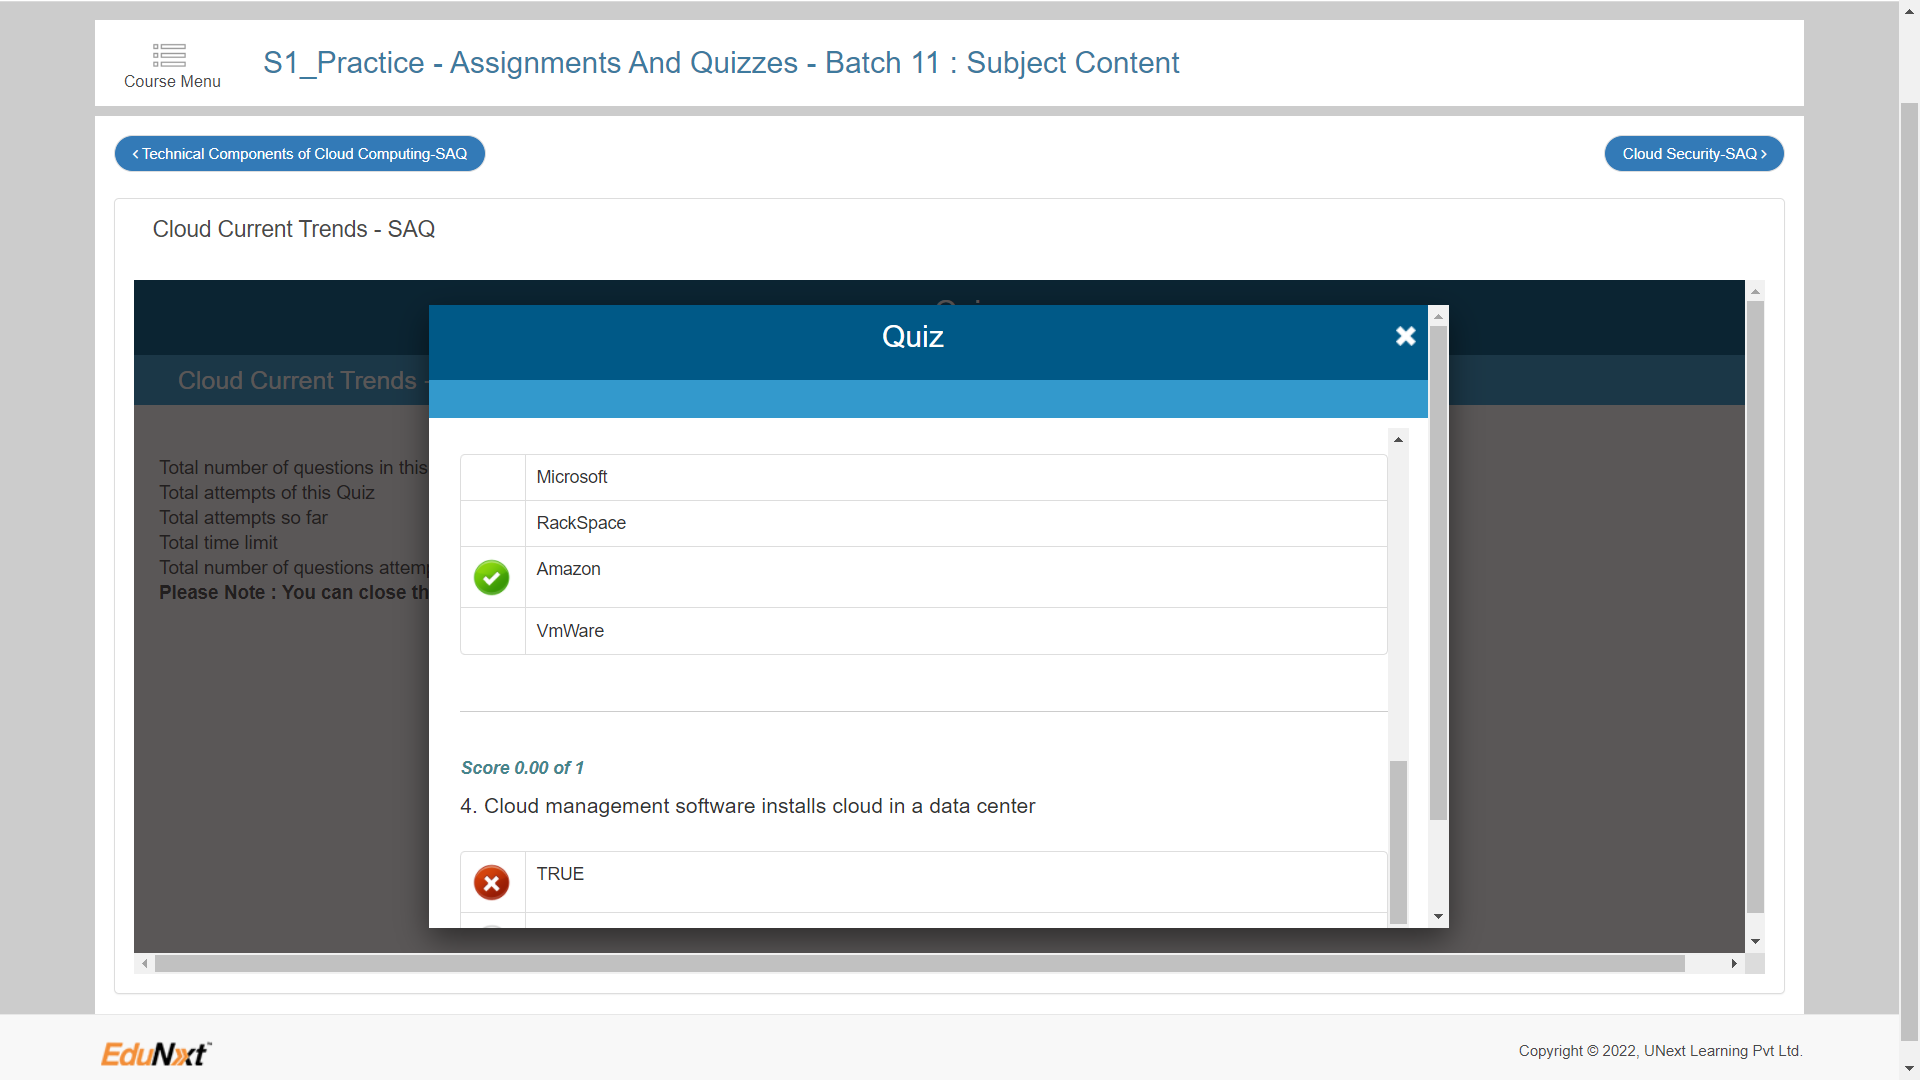 Course Menu
S1_Practice - Assignments And Quizzes - Batch 11 : Subject Content
‹ Technical Components of Cloud Computing-SAQ
Cloud Security-SAQ ›
Cloud Current Trends - SAQ
Quiz
Cloud Current Trends -
Total number of questions in this
Total attempts of this Quiz
Total attempts so far
Total time limit
Total number of questions attemp
Please Note : You can close th
Microsoft
RackSpace
Amazon
VmWare
Score 0.00 of 1
4. Cloud management software installs cloud in a data center
TRUE
EduNxt™
Copyright © 2022, UNext Learning Pvt Ltd.